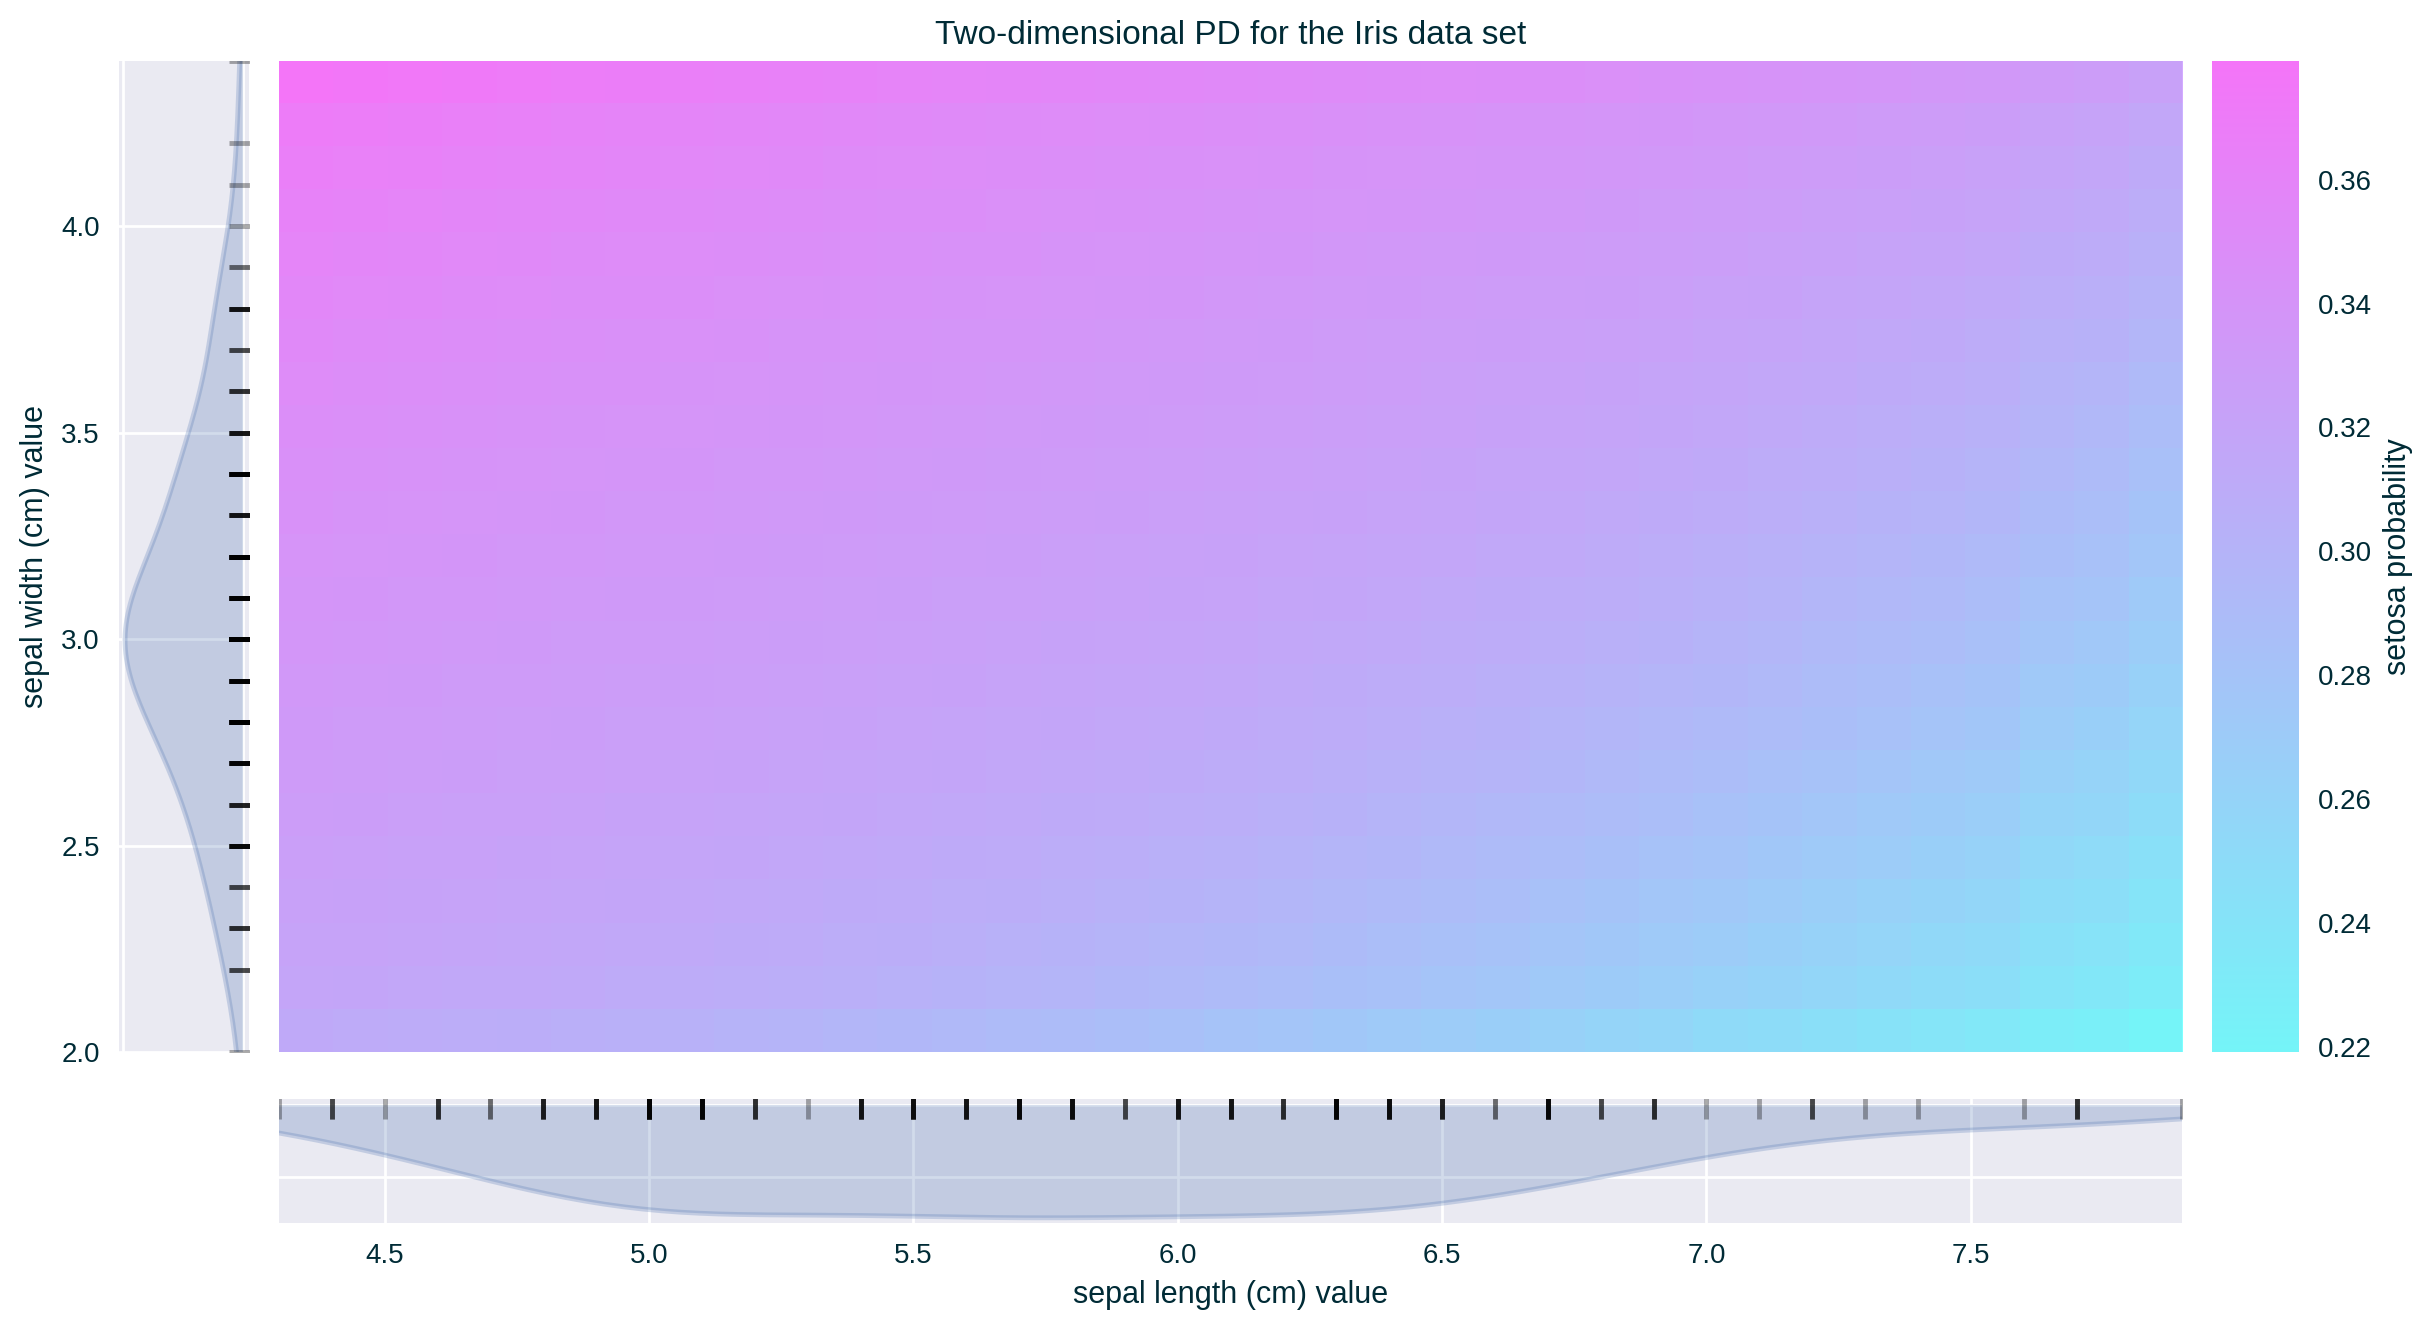 Two-dimensional PD for the Iris data set
sepal width (cm) value
4.0
3.5
3.0
2.5
2.0
0.36
0.34
0.32
0.30
0.28
0.26
0.24
0.22
setosa probability
4.5 5.0 5.5 6.0 6.5 7.0 7.5
sepal length (cm) value